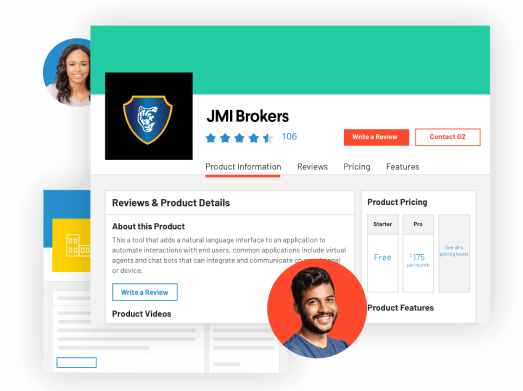 JMI Brokers
106
Write a Review
Contact G2
Product Information Reviews Pricing Features
Reviews & Product Details
About this Product
This a tool that adds a natural language interface to an application to
automate interactions with end users, common applications include virtual
agents and chat bots that can integrate and communicate on
or device.
Write a Review
Product Videos
Product Pricing
Starter
Free
Pro
$175
per month
See all 4
pricing levels
Product Features